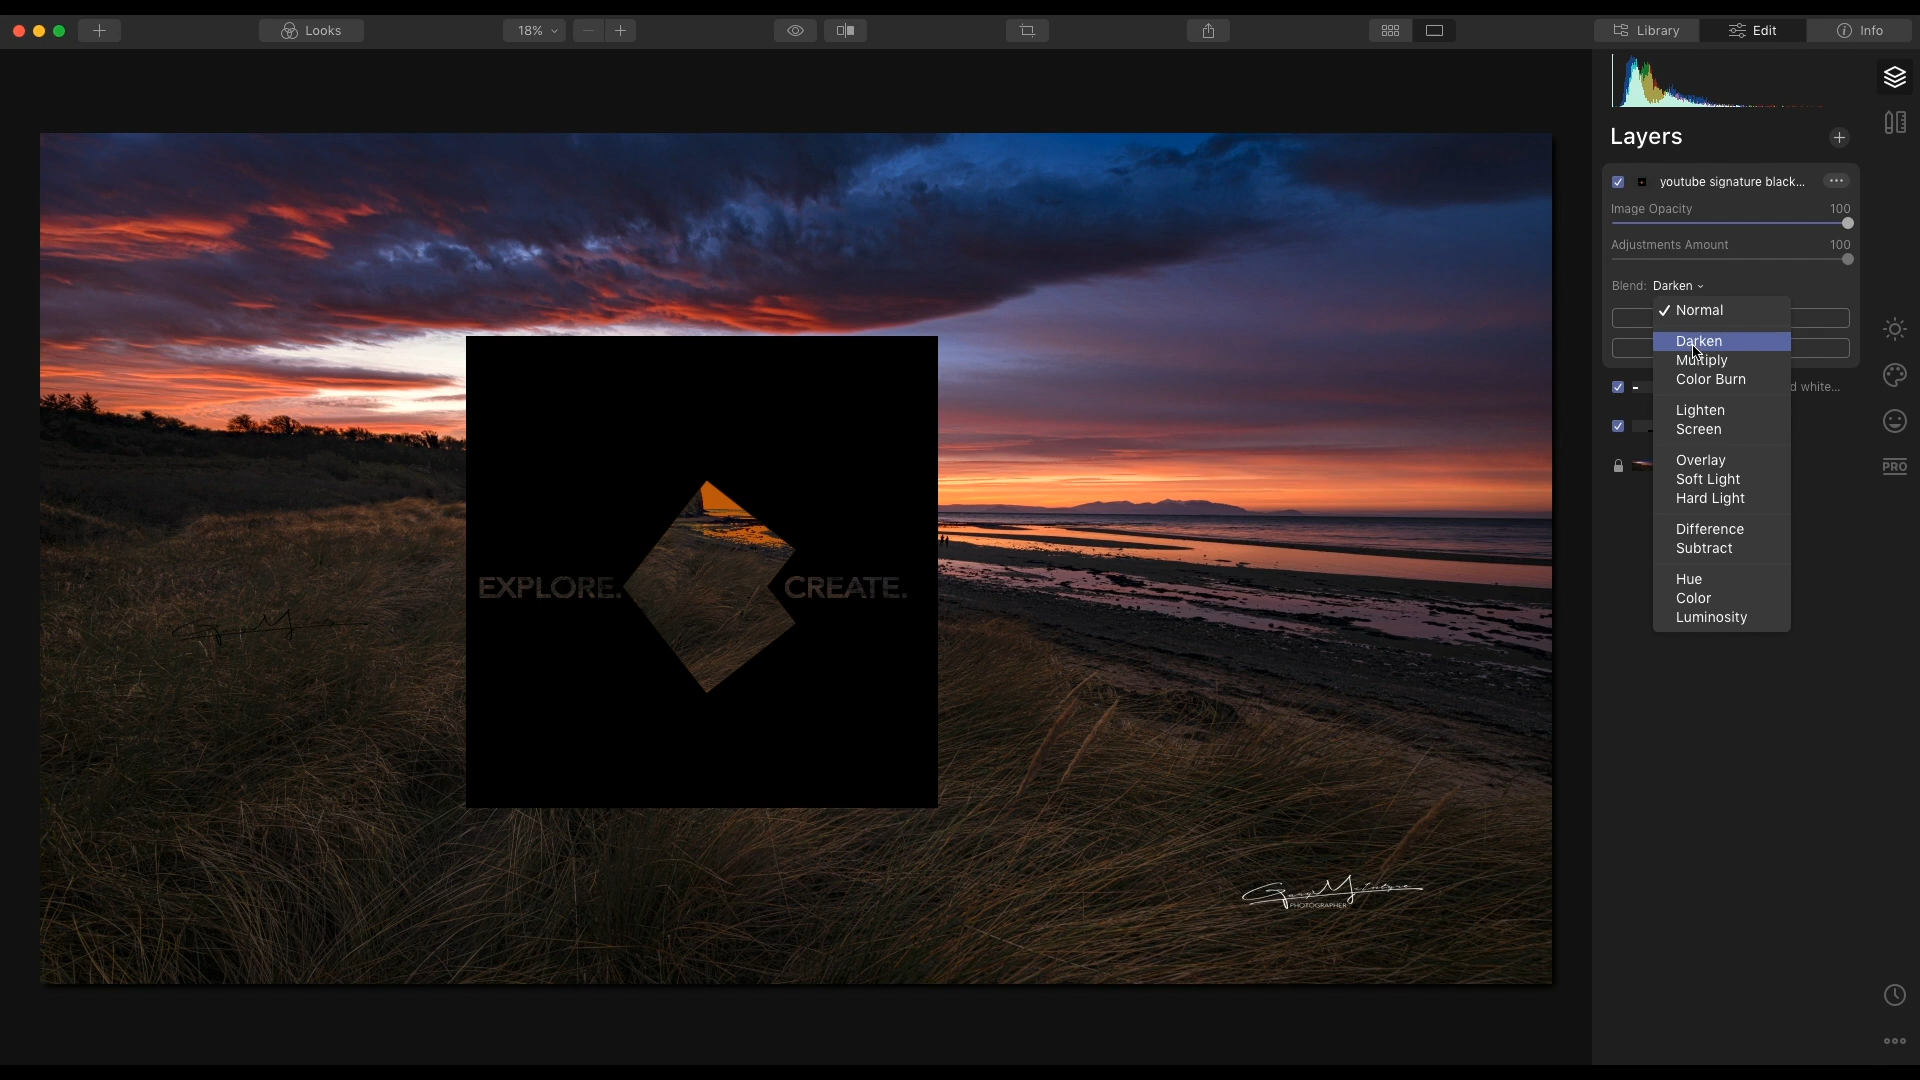 Looks
18%
Library
Edit
Info
Layers
youtube signature black...
Image Opacity
100
Adjustments Amount
100
Blend: Darken
Normal
Darken
Multiply
Color Burn
d white...
Lighten
Screen
Overlay
Soft Light
Hard Light
PRO
Difference
Subtract
Hue
Color
Luminosity
EXPLORE.
CREATE.
Gary McIntyre
PHOTOGRAPHER